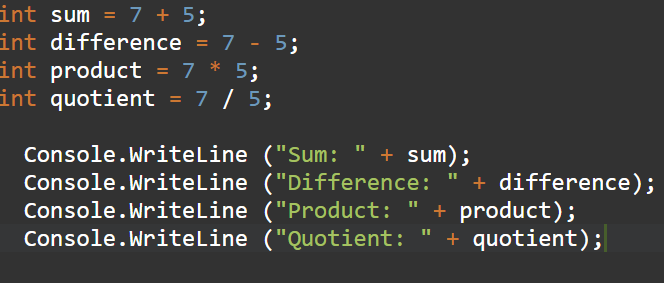 int sum = 7 + 5;
int difference = 7 - 5;
int product = 7 * 5;
int quotient = 7 / 5;
Console.WriteLine ("Sum: " + sum);
Console.WriteLine ("Difference: " + difference);
Console.WriteLine ("Product: " + product);
Console.WriteLine ("Quotient: " + quotient);